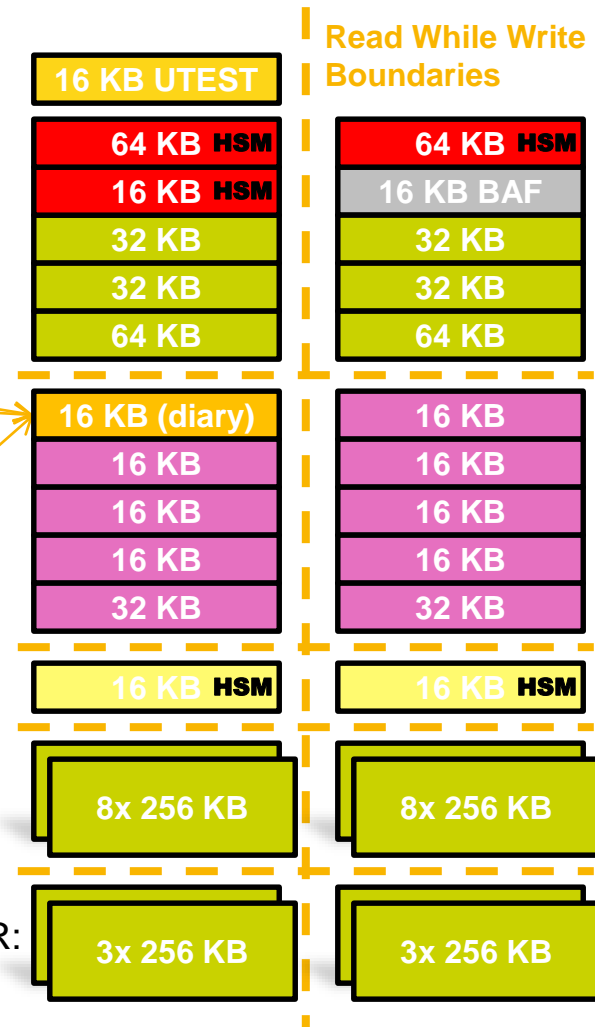 Read While Write
Boundaries
16 KB UTEST
64 KB HSM
16 KB HSM
32 KB
32 KB
64 KB
64 KB HSM
16 KB BAF
32 KB
32 KB
64 KB
16 KB (diary)
16 KB
16 KB
16 KB
32 KB
16 KB
16 KB
16 KB
16 KB
32 KB
16 KB HSM
16 KB HSM
8x 256 KB
8x 256 KB
R:
3x 256 KB
3x 256 KB